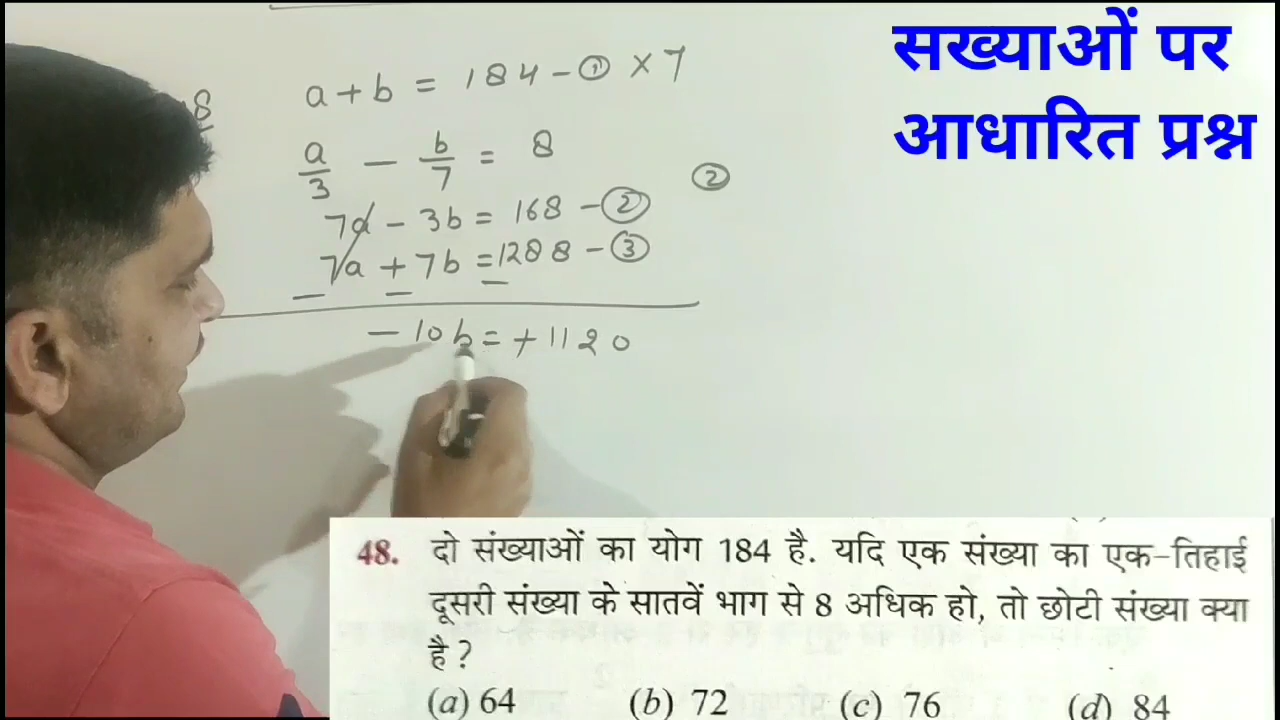 सख्याओं पर
आधारित प्रश्न
8
a + b = 184 - ① × 7
a/3 - b/7 = 8
②
7a - 3b = 168 - ②
7a + 7b = 1288 - ③
- - -
- 10b = + 1120
48. दो संख्याओं का योग 184 है. यदि एक संख्या का एक-तिहाई
दूसरी संख्या के सातवें भाग से 8 अधिक हो, तो छोटी संख्या क्या
है ?
(a) 64 (b) 72 (c) 76 (d) 84